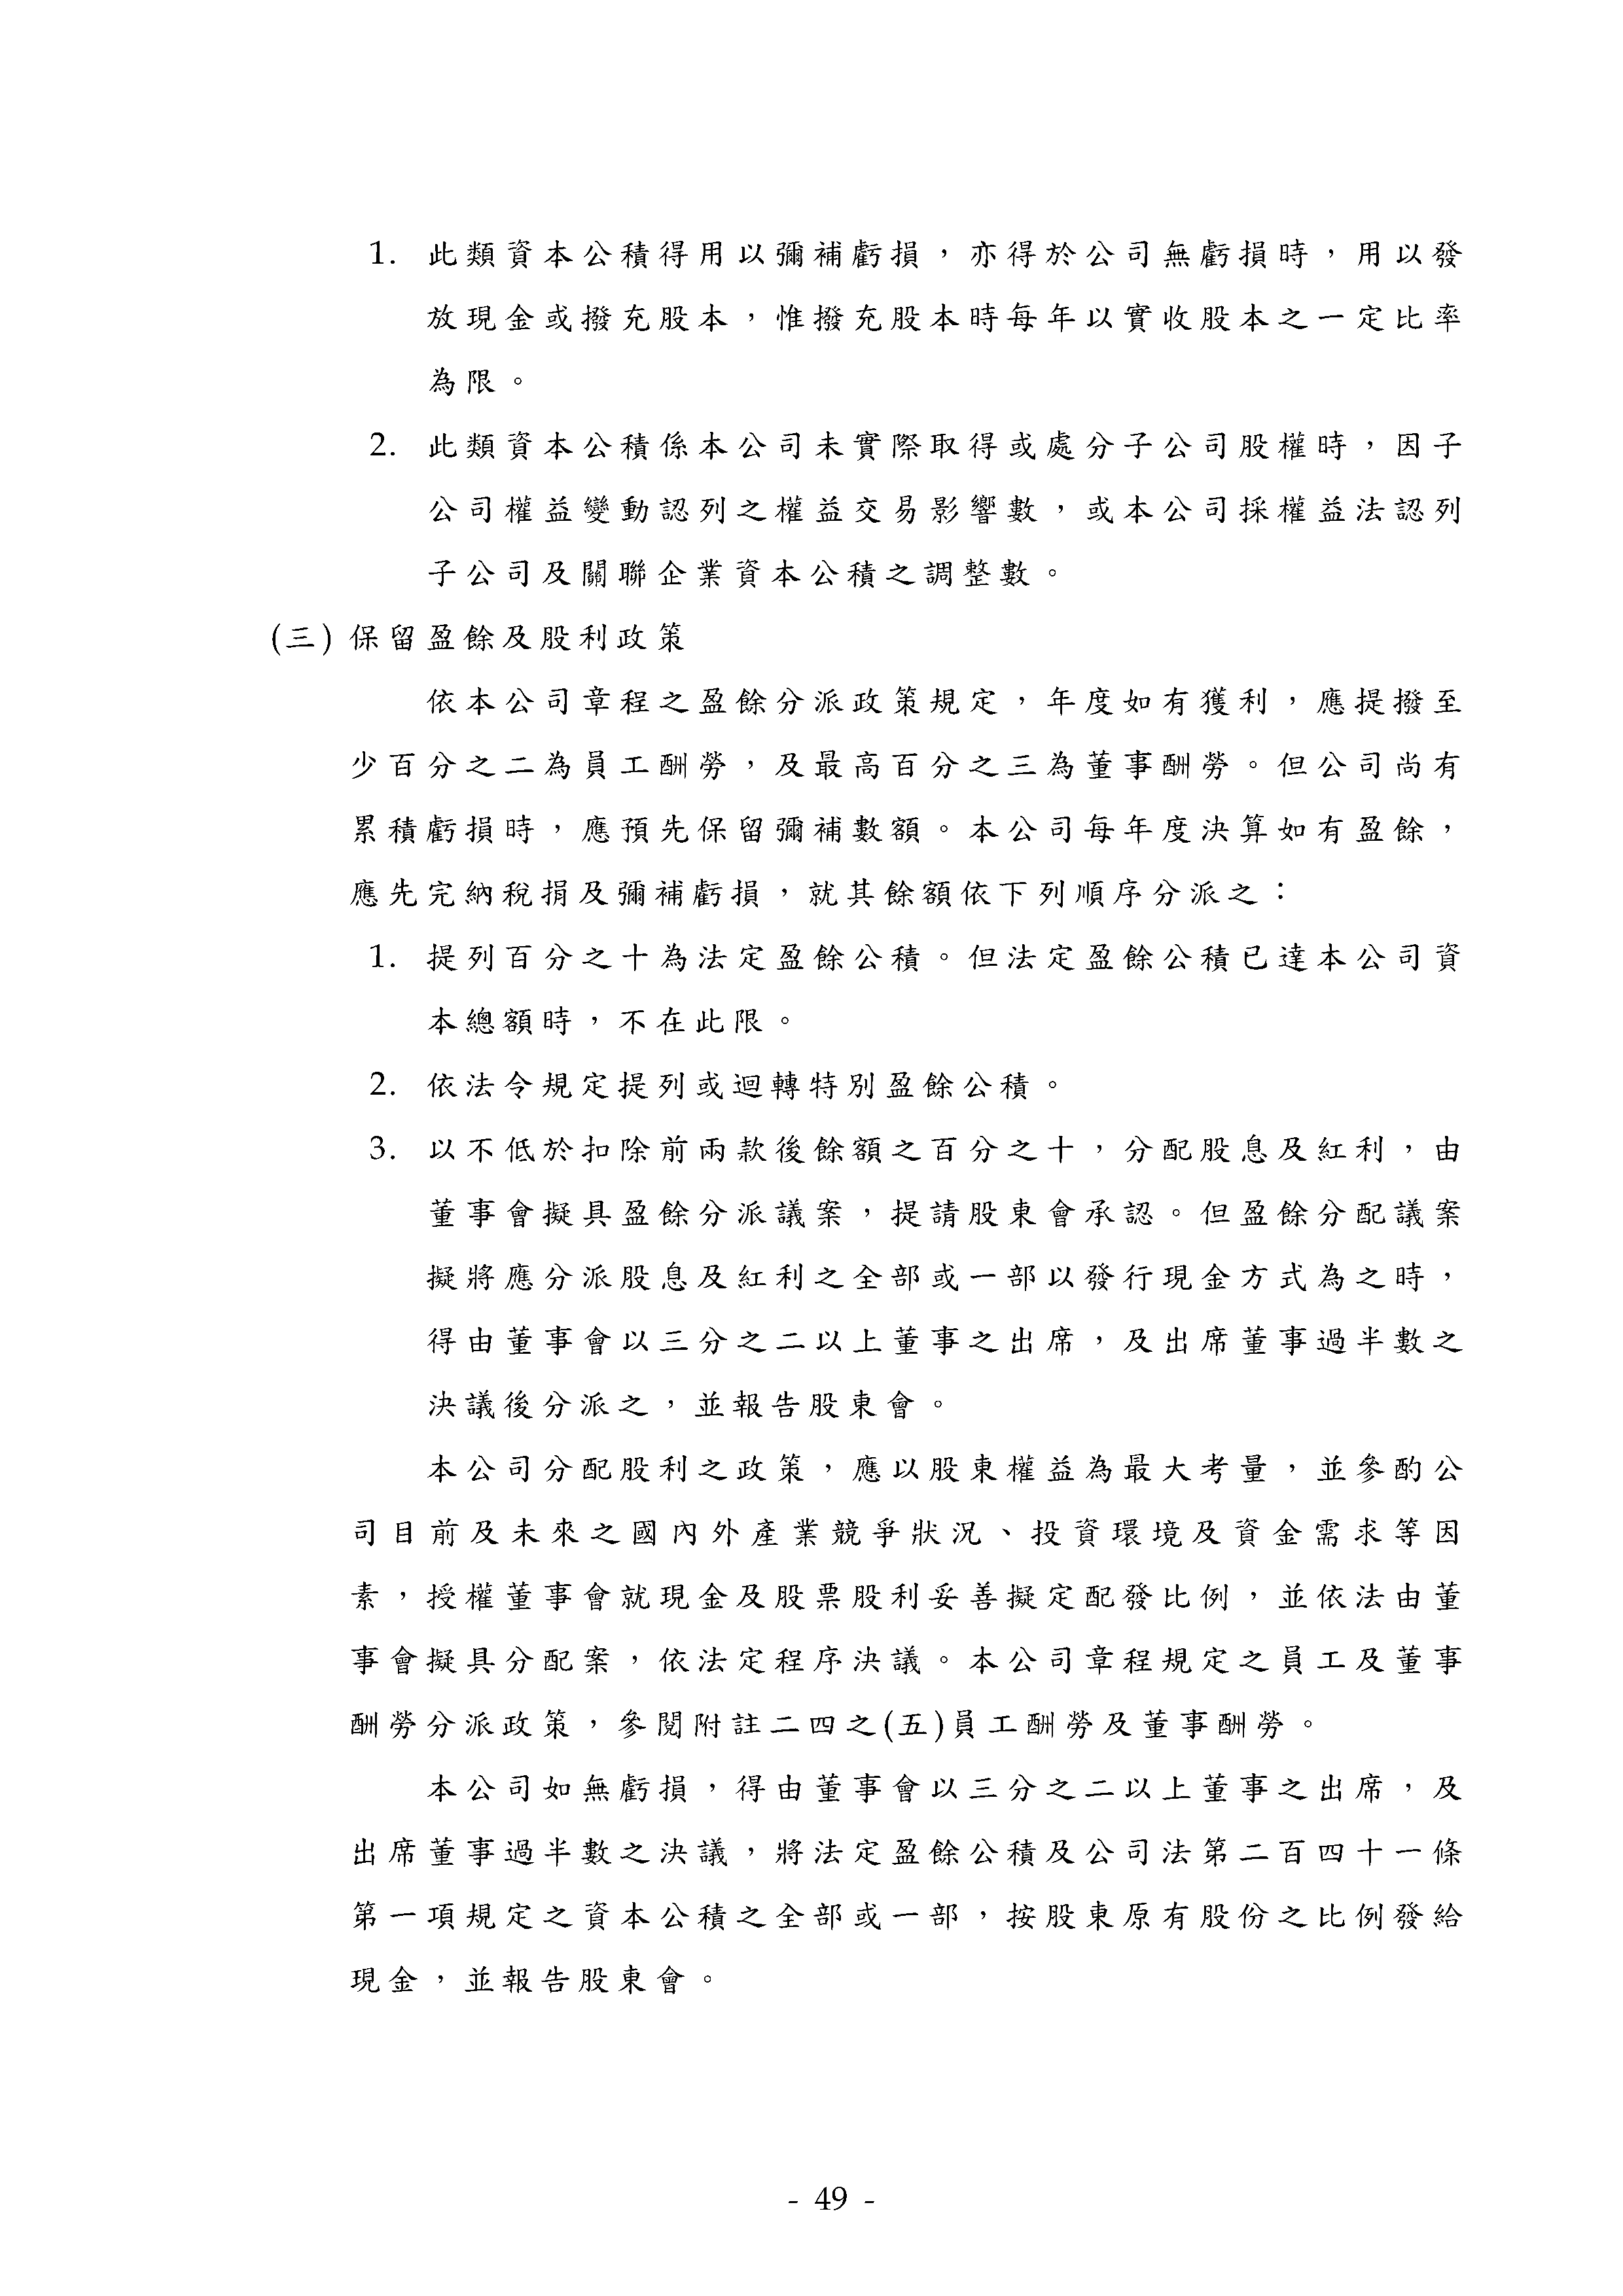 1. 此類資本公積得用以彌補虧損，亦得於公司無虧損時，用以發
放現金或撥充股本，惟撥充股本時每年以實收股本之一定比率
為限。
2. 此類資本公積係本公司未實際取得或處分子公司股權時，因子
公司權益變動認列之權益交易影響數，或本公司採權益法認列
子公司及關聯企業資本公積之調整數。
(三) 保留盈餘及股利政策
依本公司章程之盈餘分派政策規定，年度如有獲利，應提撥至
少百分之二為員工酬勞，及最高百分之三為董事酬勞。但公司尚有
累積虧損時，應預先保留彌補數額。本公司每年度決算如有盈餘，
應先完納稅捐及彌補虧損，就其餘額依下列順序分派之：
1. 提列百分之十為法定盈餘公積。但法定盈餘公積已達本公司資
本總額時，不在此限。
2. 依法令規定提列或迴轉特別盈餘公積。
3. 以不低於扣除前兩款後餘額之百分之十，分配股息及紅利，由
董事會擬具盈餘分派議案，提請股東會承認。但盈餘分配議案
擬將應分派股息及紅利之全部或一部以發行現金方式為之時，
得由董事會以三分之二以上董事之出席，及出席董事過半數之
決議後分派之，並報告股東會。
本公司分配股利之政策，應以股東權益為最大考量，並參酌公
司目前及未來之國內外產業競爭狀況、投資環境及資金需求等因
素，授權董事會就現金及股票股利妥善擬定配發比例，並依法由董
事會擬具分配案，依法定程序決議。本公司章程規定之員工及董事
酬勞分派政策，參閱附註二四之(五)員工酬勞及董事酬勞。
本公司如無虧損，得由董事會以三分之二以上董事之出席，及
出席董事過半數之決議，將法定盈餘公積及公司法第二百四十一條
第一項規定之資本公積之全部或一部，按股東原有股份之比例發給
現金，並報告股東會。
- 49 -